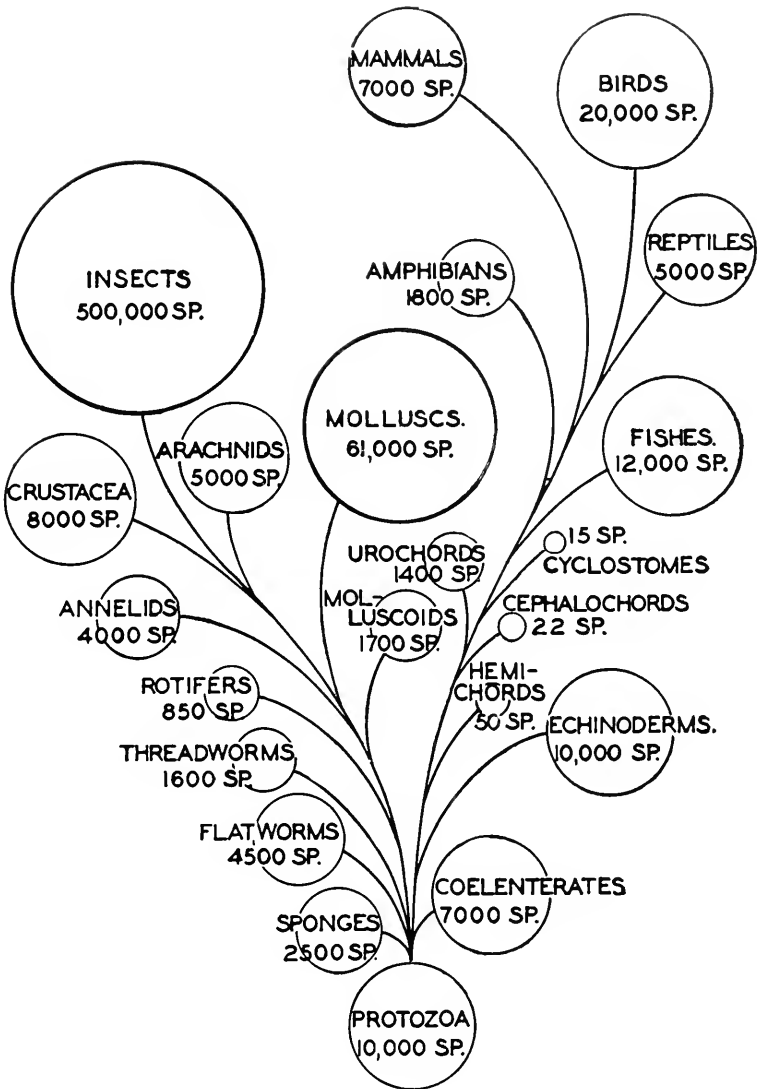 MAMMALS
7000 SP.
BIRDS
20,000 SP.
REPTILES
5000 SP.
AMPHIBIANS
1800 SP.
INSECTS
500,000 SP.
MOLLUSCS.
61,000 SP.
FISHES.
12,000 SP.
ARACHNIDS
5000 SP.
CRUSTACEA
8000 SP.
15 SP.
CYCLOSTOMES
UROCHORDS
1400 SP.
MOL-
LUSCOIDS
1700 SP.
CEPHALOCHORDS
22 SP.
ANNELIDS
4000 SP.
HEMI-
CHORDS
50 SP.
ROTIFERS
850 SP
ECHINODERMS.
10,000 SP.
THREADWORMS
1600 SP.
FLATWORMS
4500 SP.
COELENTERATES
7000 SP.
SPONGES
2500 SP.
PROTOZOA
10,000 SP.